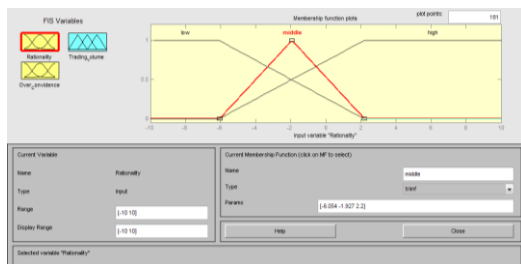 FIS Variables
Membership function plots
plot points:
181
Rationality
Trading_volume
Over_confidence
low
middle
high
1
0.5
0
-10
-8
-6
-4
-2
0
2
4
6
8
10
input variable "Rationality"
Current Variable
Name
Rationality
Type
input
Range
[-10 10]
Display Range
[-10 10]
Current Membership Function (click on MF to select)
Name
middle
Type
trimf
Params
[-6.054 -1.927 2.2]
Help
Close
Selected variable "Rationality"